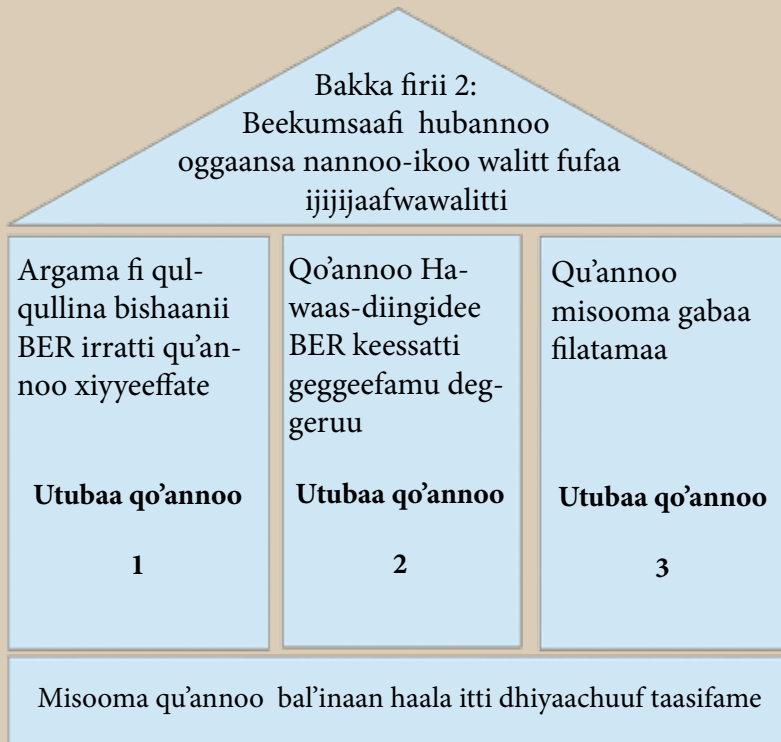 Bakka firii 2:
Beekumsaafi hubannoo
oggaansa nannoo-ikoo walitt fufaa
ijijijaafwawalitti
Argama fi qul-
qullina bishaanii
BER irratti qu'an-
noo xiyyeeffate
Utubaa qo'annoo
1
Qo'annoo Ha-
waas-diingidee
BER keessatti
geggeefamu deg-
geruu
Utubaa qo'annoo
2
Qu'annoo
misooma gabaa
filatamaa
Utubaa qo'annoo
3
Misooma qu'annoo bal'inaan haala itti dhiyaachuuf taasifame